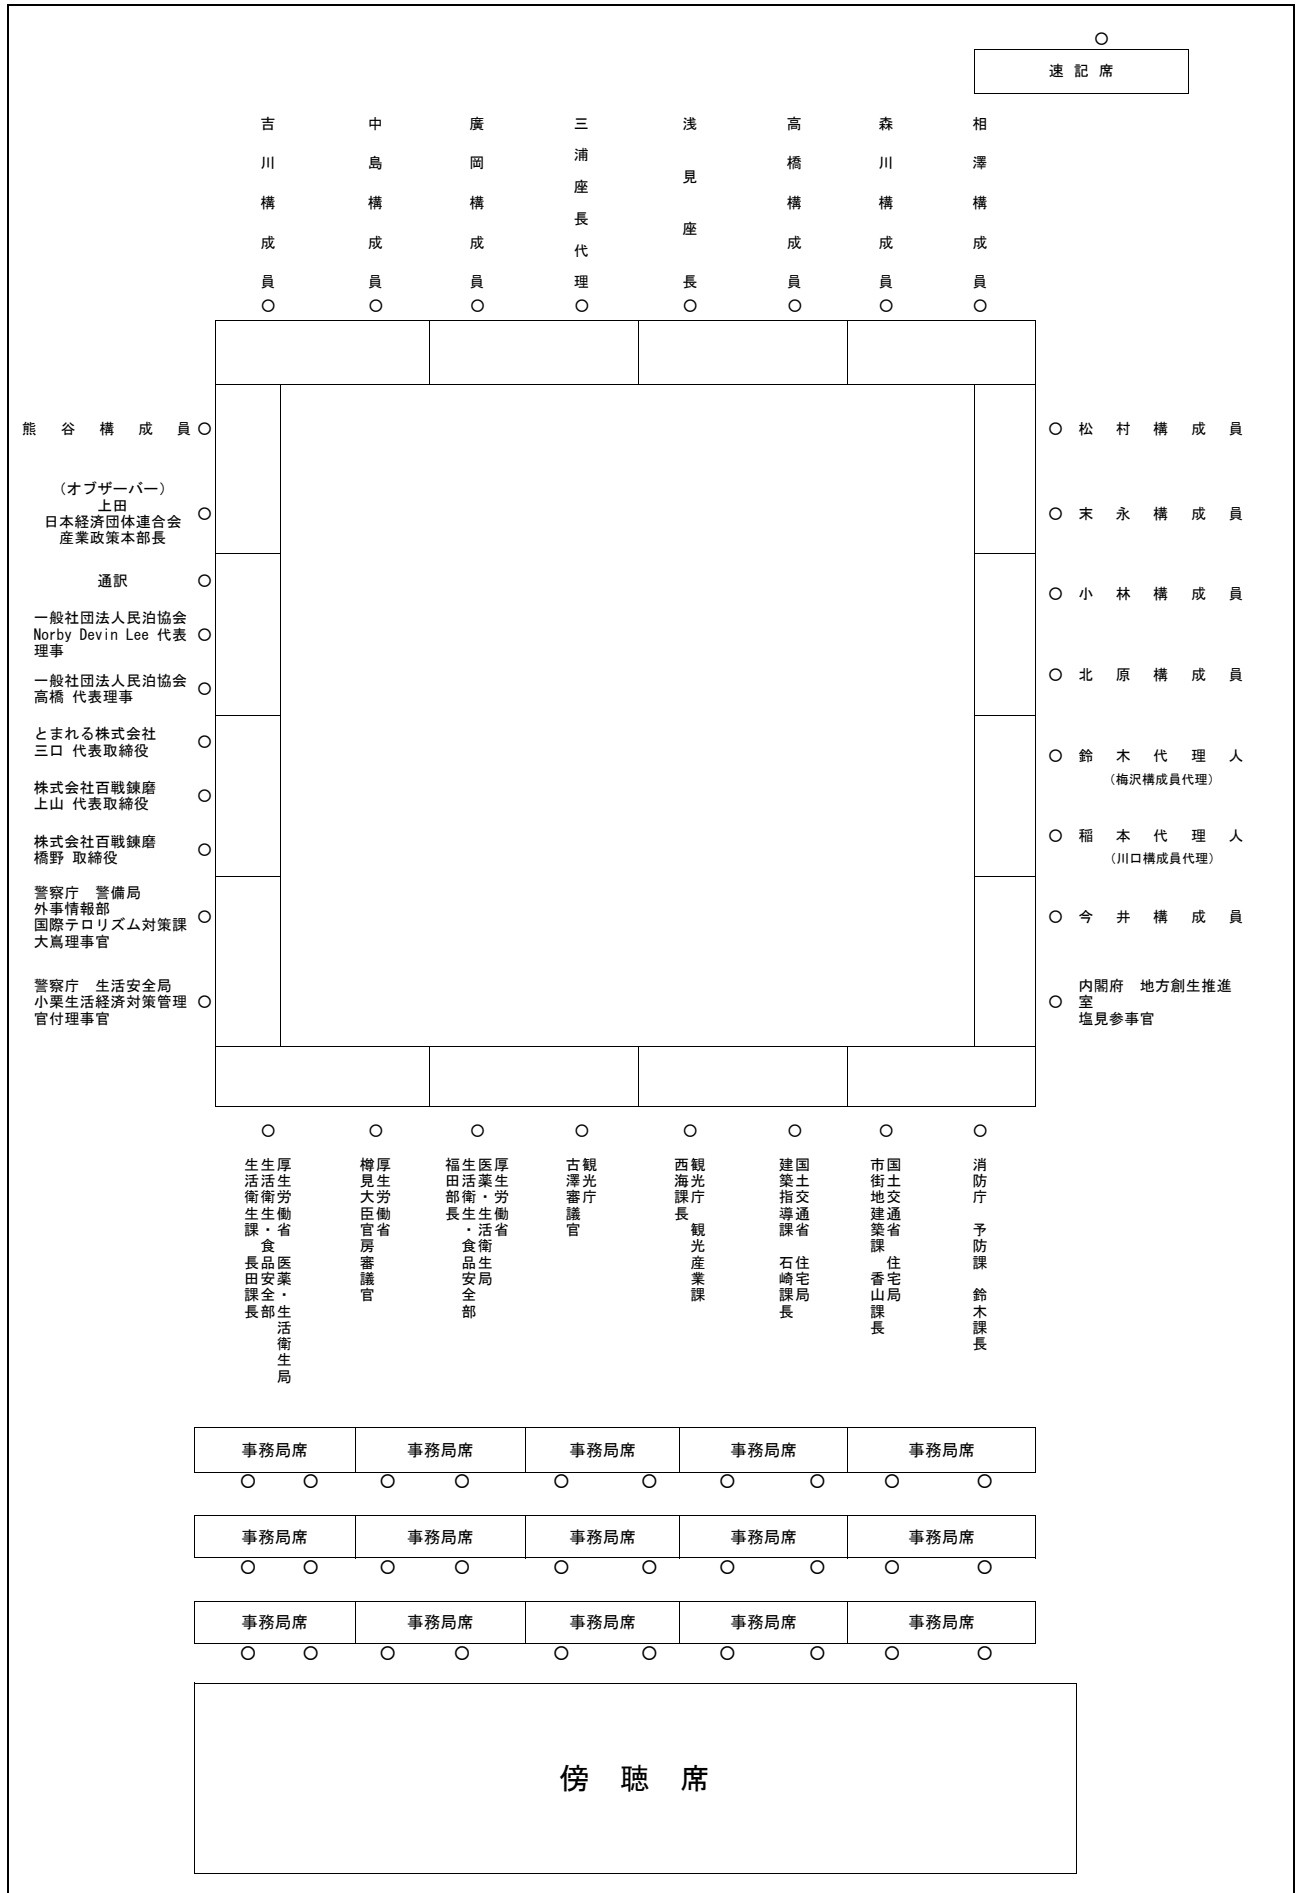 速記席
吉川構成員
中島構成員
廣岡構成員
三浦座長代理
浅見座長
高橋構成員
森川構成員
相澤構成員
熊谷構成員
（オブザーバー）
上田
日本経済団体連合会
産業政策本部長
通訳
一般社団法人民泊協会
Norby Devin Lee 代表
理事
一般社団法人民泊協会
高橋 代表理事
とまれる株式会社
三口 代表取締役
株式会社百戦錬磨
上山 代表取締役
株式会社百戦錬磨
橋野 取締役
警察庁　警備局
外事情報部
国際テロリズム対策課
大嶌理事官
警察庁　生活安全局
小栗生活経済対策管理
官付理事官
松村構成員
末永構成員
小林構成員
北原構成員
鈴木代理人
（梅沢構成員代理）
稲本代理人
（川口構成員代理）
今井構成員
内閣府　地方創生推進
室
塩見参事官
厚生労働省　医薬・生活衛生局
生活衛生・食品安全部
生活衛生課　長田課長
厚生労働省
樽見大臣官房審議官
厚生労働省
医薬・生活衛生局
生活衛生・食品安全部
福田部長
観光庁
古澤審議官
観光庁　観光産業課
西海課長
国土交通省　住宅局
建築指導課　石崎課長
国土交通省　住宅局
市街地建築課　香山課長
消防庁　予防課　鈴木課長
事務局席　事務局席　事務局席　事務局席　事務局席
事務局席　事務局席　事務局席　事務局席　事務局席
事務局席　事務局席　事務局席　事務局席　事務局席
傍聴席